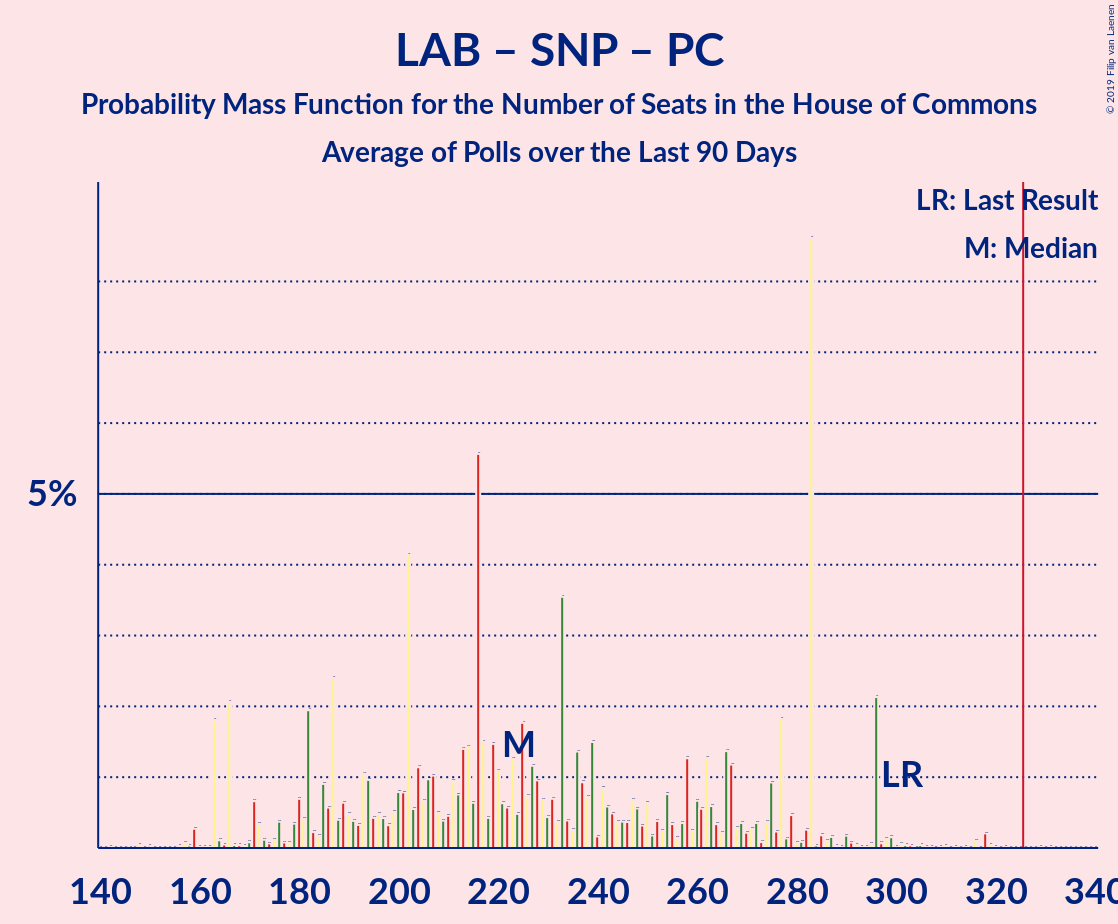 LAB – SNP – PC
Probability Mass Function for the Number of Seats in the House of Commons
Average of Polls over the Last 90 Days
© 2019 Filip van Laenen
LR: Last Result
M: Median
5%
M
LR
140 160 180 200 220 240 260 280 300 320 340